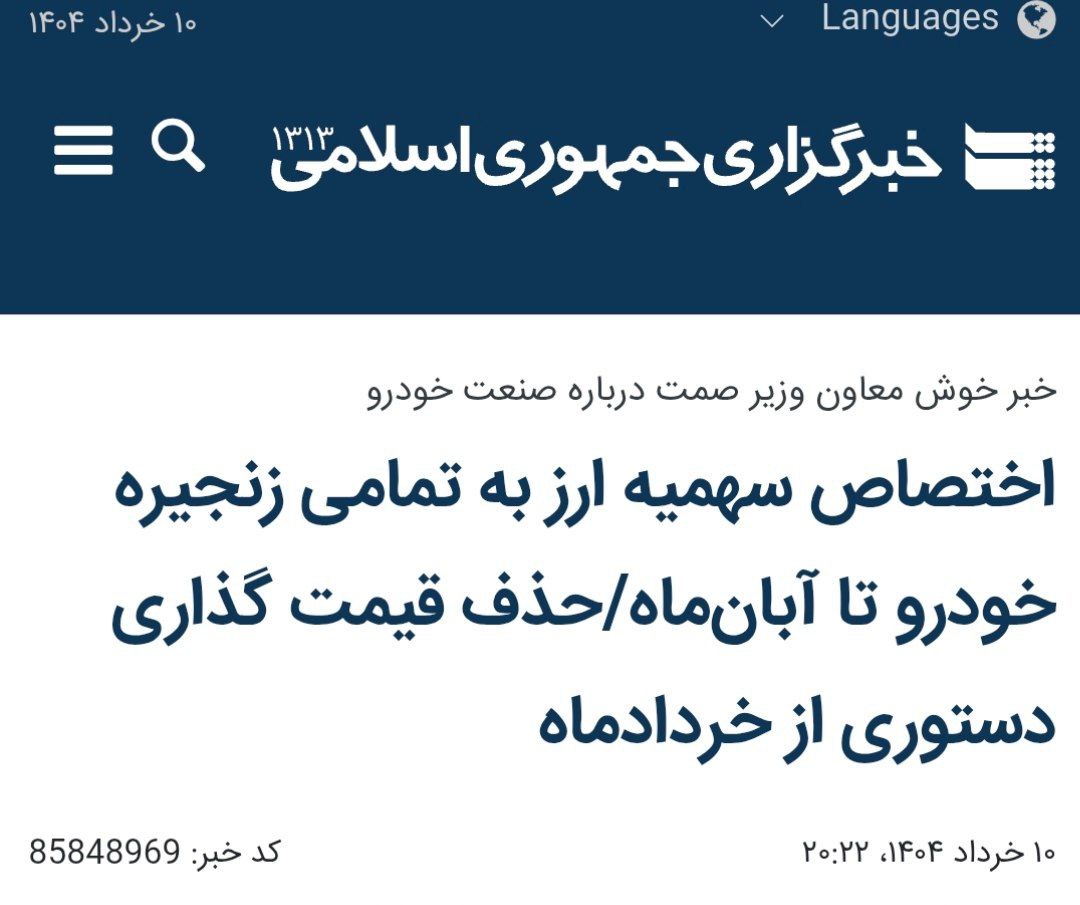 Languages
۱۰ خرداد ۱۴۰۴
خبرگزاری جمهوری اسلامی ۱۳۱۳
خبر خوش معاون وزیر صمت درباره صنعت خودرو
اختصاص سهمیه ارز به تمامی زنجیره
خودرو تا آبان‌ماه/حذف قیمت گذاری
دستوری از خردادماه
۱۰ خرداد ۱۴۰۴، ۲۰:۲۲
کد خبر: 85848969